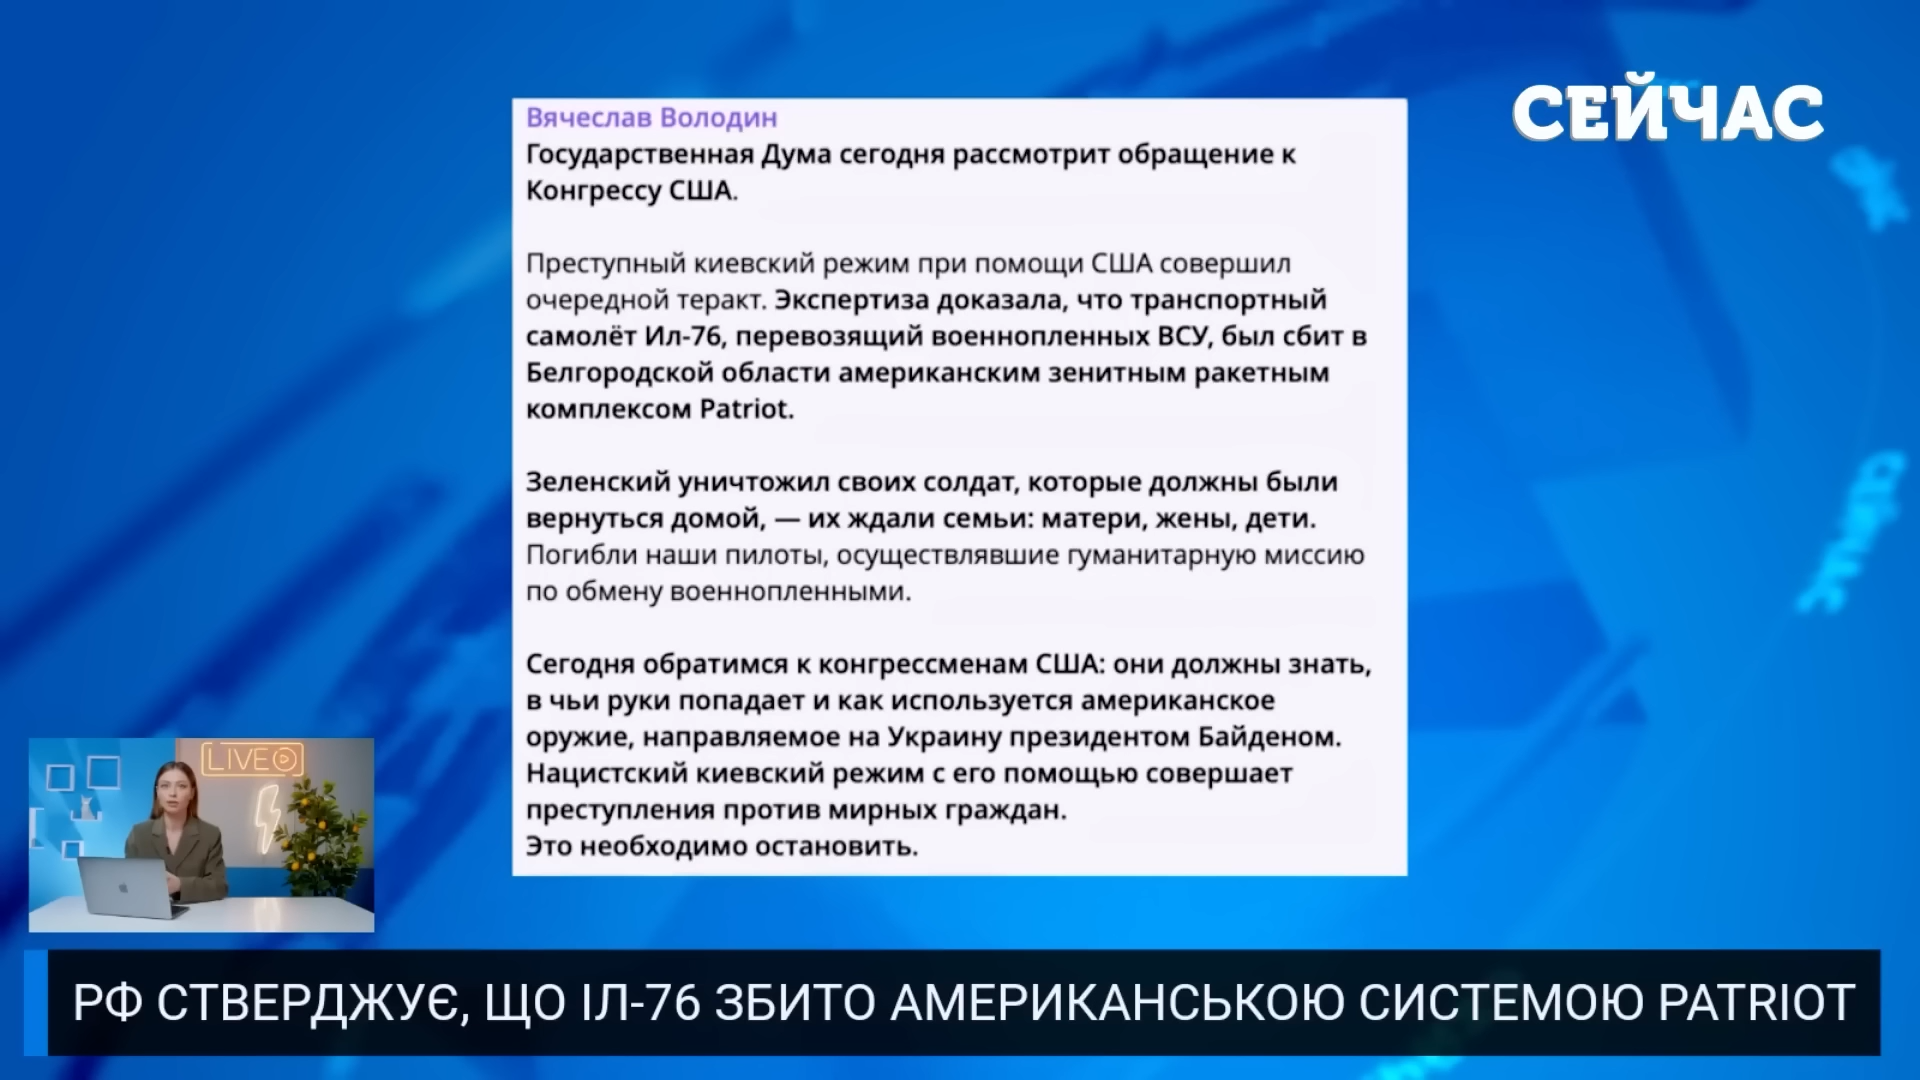 СЕЙЧАС
Вячеслав Володин
Государственная Дума сегодня рассмотрит обращение к
Конгрессу США.
Преступный киевский режим при помощи США совершил
очередной теракт. Экспертиза доказала, что транспортный
самолёт Ил-76, перевозящий военнопленных ВСУ, был сбит в
Белгородской области американским зенитным ракетным
комплексом Patriot.
Зеленский уничтожил своих солдат, которые должны были
вернуться домой, — их ждали семьи: матери, жены, дети.
Погибли наши пилоты, осуществлявшие гуманитарную миссию
по обмену военнопленными.
Сегодня обратимся к конгрессменам США: они должны знать,
в чьи руки попадает и как используется американское
оружие, направляемое на Украину президентом Байденом.
Нацистский киевский режим с его помощью совершает
преступления против мирных граждан.
Это необходимо остановить.
LIVE
РФ СТВЕРДЖУЄ, ЩО ІЛ-76 ЗБИТО АМЕРИКАНСЬКОЮ СИСТЕМОЮ PATRIOT